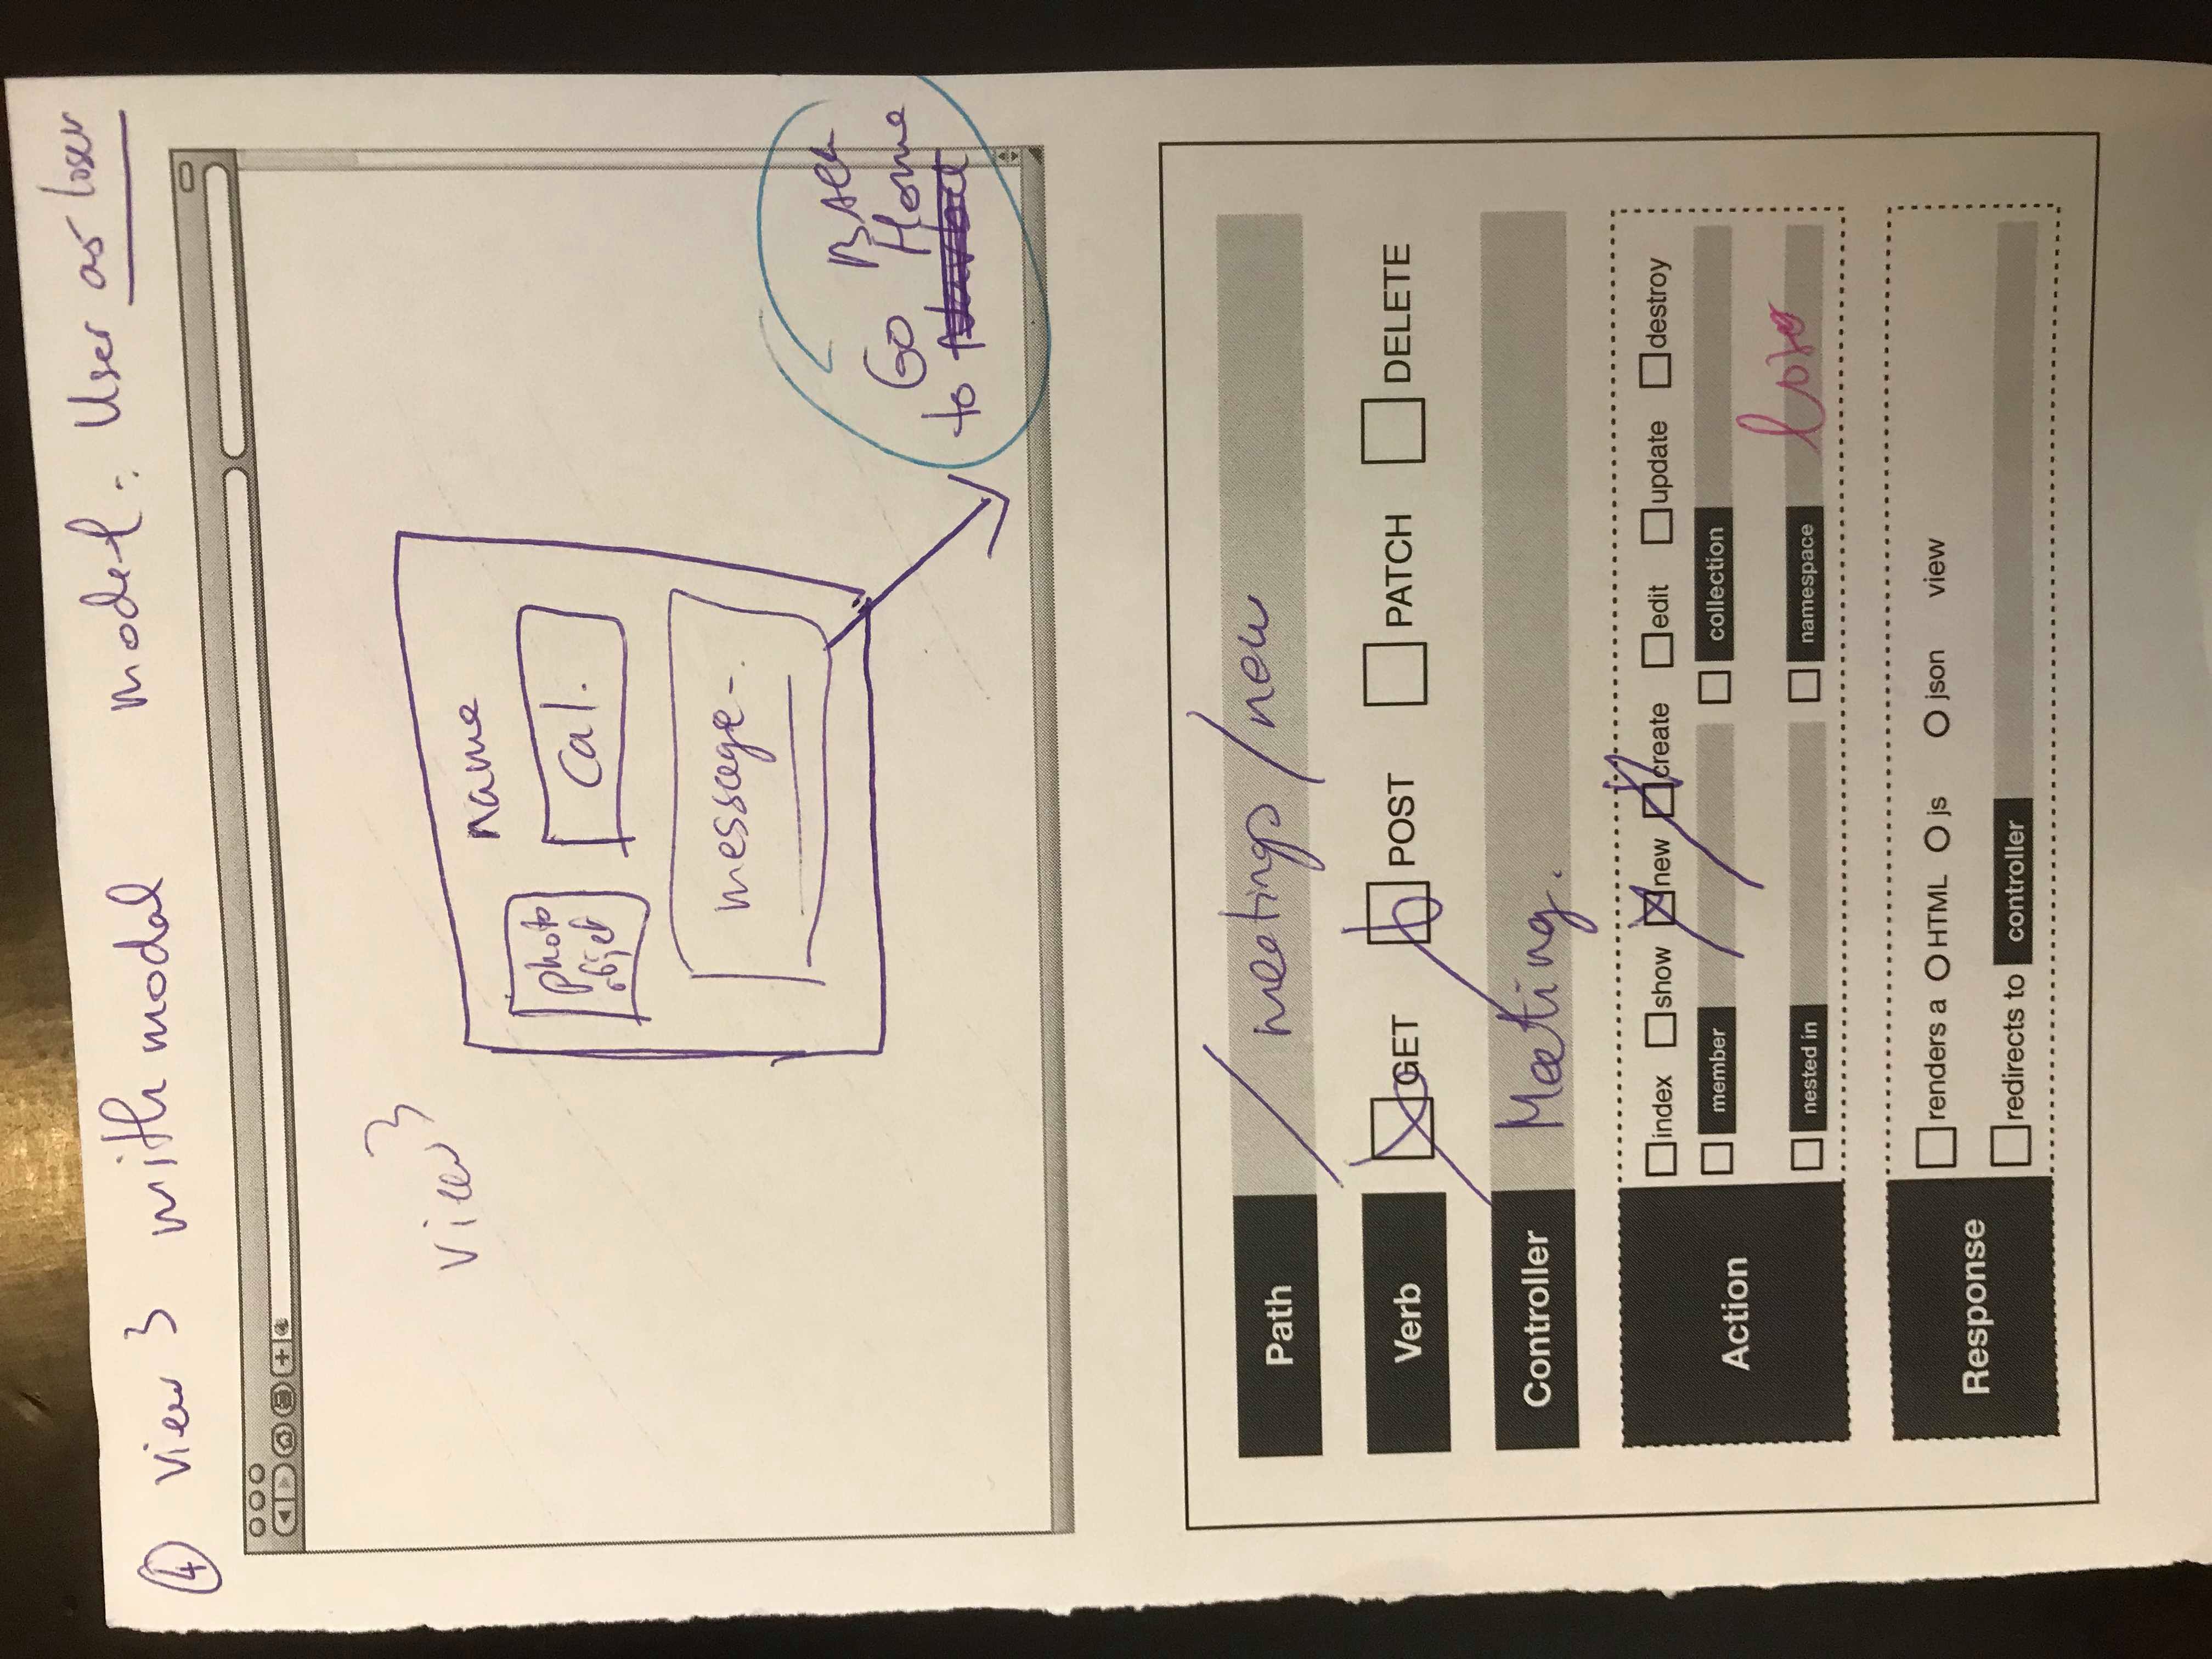 ④ view 3 with modal model: User as loser
view 3
name
photo objet
cal.
message-.
Go BACK
to Home
Path /meetings/new
Verb GET POST PATCH DELETE
Controller Meeting.
Action
index show new create edit update destroy
member collection
nested in namespace
Response
renders a HTML js json view
redirects to controller